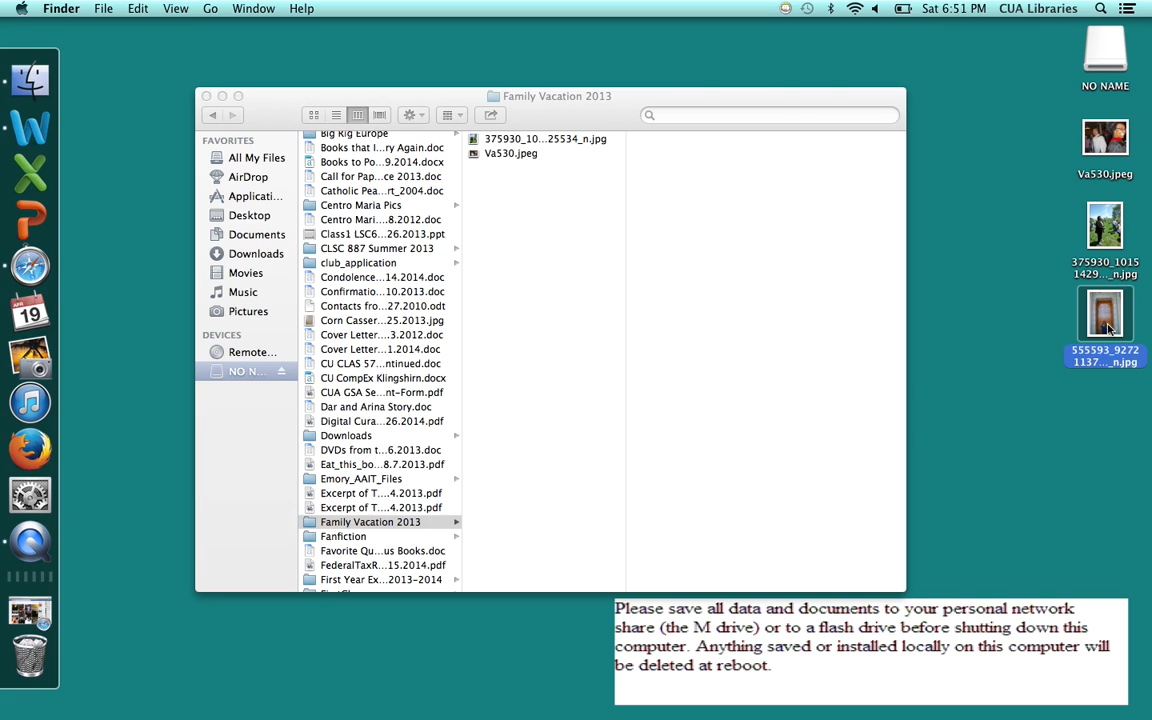 Finder File Edit View Go Window Help
Sat 6:51 PM CUA Libraries
Family Vacation 2013
FAVORITES
All My Files
AirDrop
Applicati...
Desktop
Documents
Downloads
Movies
Music
Pictures
DEVICES
Remote...
NO N...
Big Rig Europe
Books that I...y Again.doc
Books to Po...9.2014.docx
Call for Pap...ce 2013.doc
Catholic Pea...rt_2004.doc
Centro Maria Pics
Centro Mari....8.2012.doc
Class1 LSC6...26.2013.ppt
CLSC 887 Summer 2013
club_application
Condolence...14.2014.doc
Confirmatio...10.2013.doc
Contacts fro...27.2010.odt
Corn Casser...25.2013.jpg
Cover Letter....3.2012.doc
Cover Letter....1.2014.doc
CU CLAS 57...ntinued.doc
CU CompEx Klingshirn.docx
CUA GSA Se...nt-Form.pdf
Dar and Arina Story.doc
Digital Cura...26.2014.pdf
Downloads
DVDs from t...6.2013.doc
Eat_this_bo...8.7.2013.pdf
Emory_AAIT_Files
Excerpt of T....4.2013.pdf
Excerpt of T....4.2013.pdf
Family Vacation 2013
Fanfiction
Favorite Qu...us Books.doc
FederalTaxR...15.2014.pdf
First Year Ex...2013-2014
375930_10...25534_n.jpg
Va530.jpeg
NO NAME
Va530.jpeg
375930_1015
1429..._n.jpg
555593_9272
1137..._n.jpg
APR
19
Please save all data and documents to your personal network
share (the M drive) or to a flash drive before shutting down this
computer. Anything saved or installed locally on this computer will
be deleted at reboot.